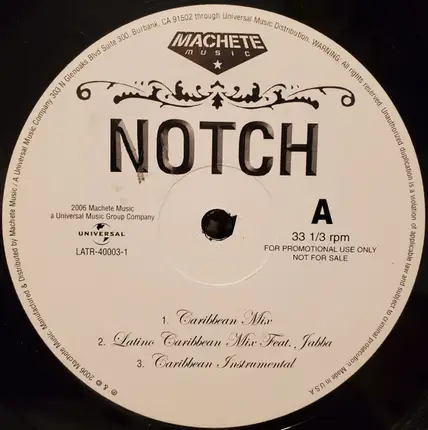 MACHETE
MUSIC
NOTCH
2006 Machete Music
a Universal Music Group Company
UNIVERSAL
LATR-40003-1
A
33 1/3 rpm
FOR PROMOTIONAL USE ONLY
NOT FOR SALE
1. Caribbean Mix
2. Latino Caribbean Mix Feat. Jabba
3. Caribbean Instrumental
℗ & © 2006 Machete Music. Manufactured & Distributed by Machete Music / A Universal Music Company 303 N Glenoaks Blvd Suite 300, Burbank, CA 91502 through Universal Music Distribution. WARNING. All rights reserved. Unauthorized duplication is a violation of applicable law and subject to criminal prosecution. Made in U.S.A.